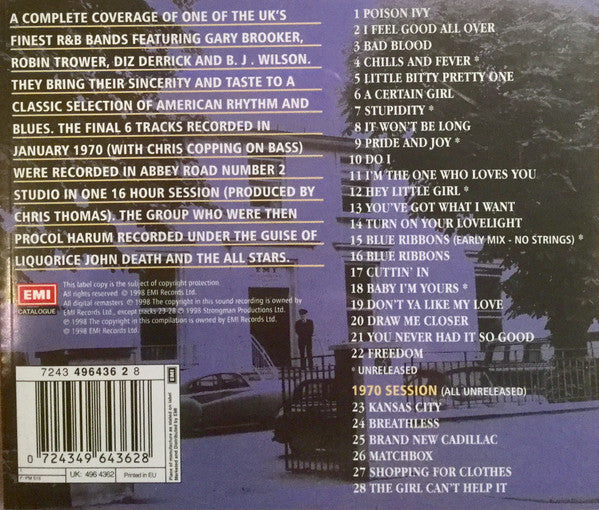 A COMPLETE COVERAGE OF ONE OF THE UK'S
FINEST R&B BANDS FEATURING GARY BROOKER,
ROBIN TROWER, DIZ DERRICK AND B. J. WILSON.
THEY BRING THEIR SINCERITY AND TASTE TO A
CLASSIC SELECTION OF AMERICAN RHYTHM AND
BLUES. THE FINAL 6 TRACKS RECORDED IN
JANUARY 1970 (WITH CHRIS COPPING ON BASS)
WERE RECORDED IN ABBEY ROAD NUMBER 2
STUDIO IN ONE 16 HOUR SESSION (PRODUCED BY
CHRIS THOMAS). THE GROUP WHO WERE THEN
PROCOL HARUM RECORDED UNDER THE GUISE OF
LIQUORICE JOHN DEATH AND THE ALL STARS.
This label copy is the subject of copyright protection.
All rights reserved © 1998 EMI Records Ltd.
All digital remasters ℗ 1998 The copyright in this sound recording is owned by
EMI Records Ltd., except tracks 23-28 ℗ 1998 Strongman Productions Ltd.
℗ 1998 The copyright in this compilation is owned by EMI Records Ltd.
© 1998 EMI Records Ltd.
EMI
CATALOGUE
7243 496436 2 8
0 724349 643628
EMI
Place of manufacture as stated on label
Marketed and Distributed by EMI
UK: 496 4362
Printed in EU
1 POISON IVY
2 I FEEL GOOD ALL OVER
3 BAD BLOOD
4 CHILLS AND FEVER *
5 LITTLE BITTY PRETTY ONE
6 A CERTAIN GIRL
7 STUPIDITY *
8 IT WON'T BE LONG
9 PRIDE AND JOY *
10 DO I
11 I'M THE ONE WHO LOVES YOU
12 HEY LITTLE GIRL *
13 YOU'VE GOT WHAT I WANT
14 TURN ON YOUR LOVELIGHT
15 BLUE RIBBONS (EARLY MIX - NO STRINGS) *
16 BLUE RIBBONS
17 CUTTIN' IN
18 BABY I'M YOURS *
19 DON'T YA LIKE MY LOVE
20 DRAW ME CLOSER
21 YOU NEVER HAD IT SO GOOD
22 FREEDOM
* UNRELEASED
1970 SESSION (ALL UNRELEASED)
23 KANSAS CITY
24 BREATHLESS
25 BRAND NEW CADILLAC
26 MATCHBOX
27 SHOPPING FOR CLOTHES
28 THE GIRL CAN'T HELP IT